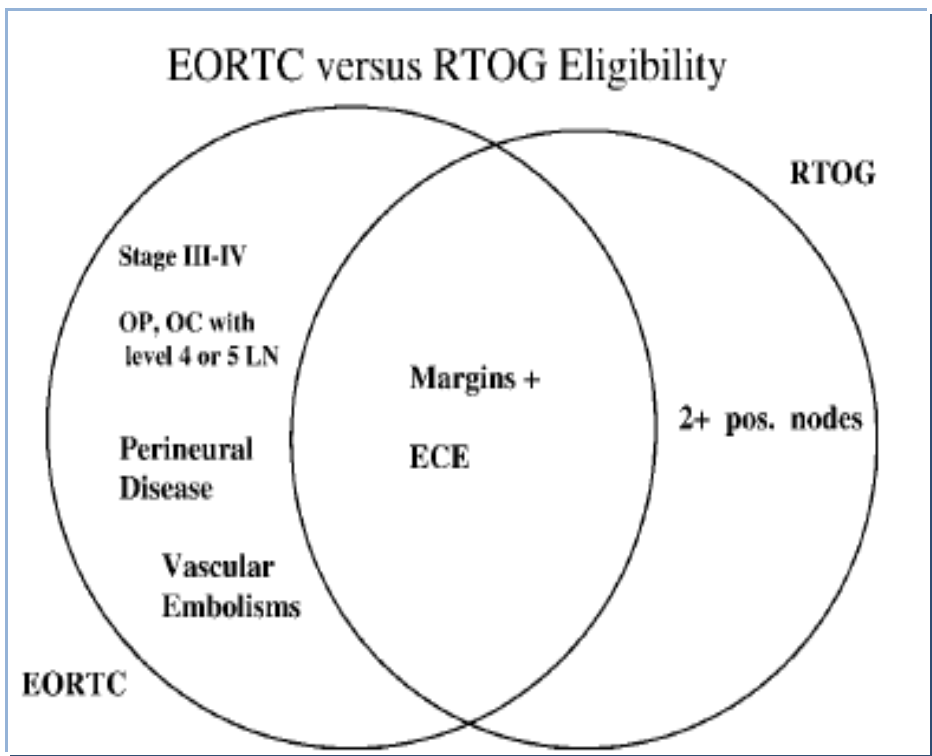 EORTC versus RTOG Eligibility
RTOG
Stage III-IV
OP, OC with
level 4 or 5 LN
Perineural
Disease
Vascular
Embolisms
Margins +
ECE
2+ pos. nodes
EORTC